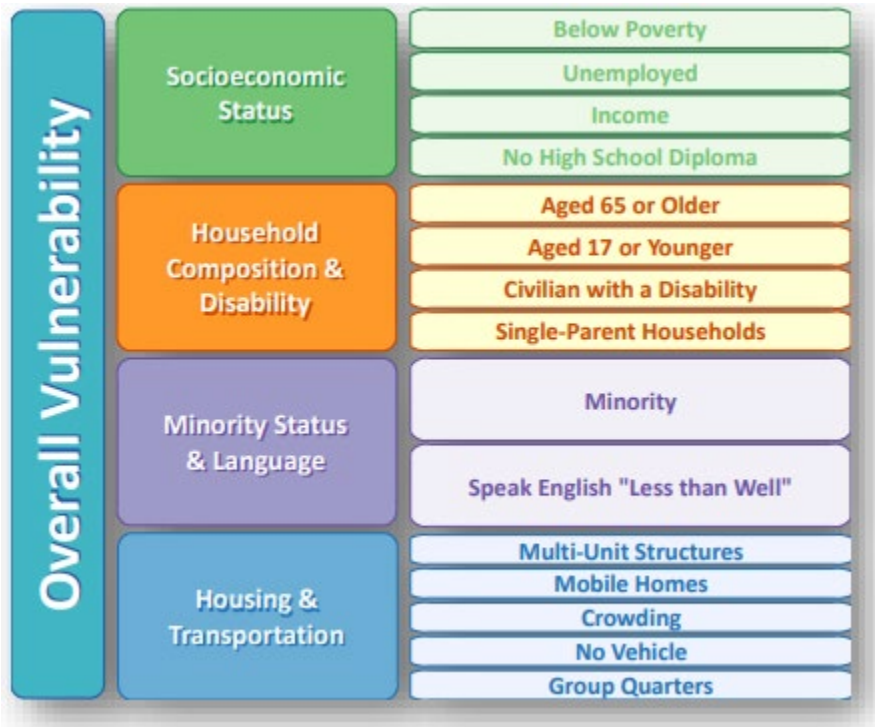 Overall Vulnerability
Socioeconomic
Status
Below Poverty
Unemployed
Income
No High School Diploma
Household
Composition &
Disability
Aged 65 or Older
Aged 17 or Younger
Civilian with a Disability
Single-Parent Households
Minority Status
& Language
Minority
Speak English "Less than Well"
Housing &
Transportation
Multi-Unit Structures
Mobile Homes
Crowding
No Vehicle
Group Quarters